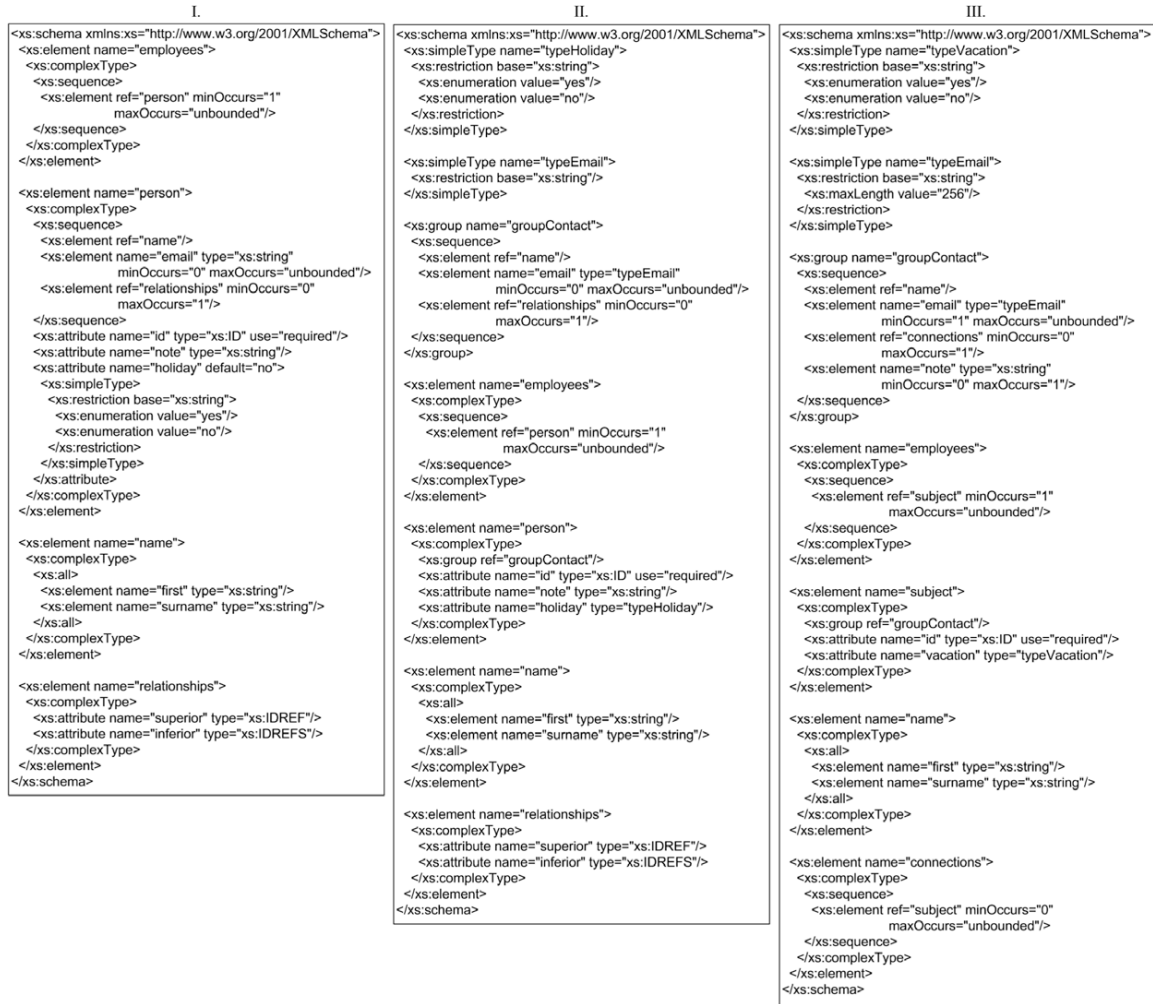 I.
<xs:schema xmlns:xs="http://www.w3.org/2001/XMLSchema">
<xs:element name="employees">
<xs:complexType>
<xs:sequence>
<xs:element ref="person" minOccurs="1"
maxOccurs="unbounded"/>
</xs:sequence>
</xs:complexType>
</xs:element>
<xs:element name="person">
<xs:complexType>
<xs:sequence>
<xs:element ref="name"/>
<xs:element name="email" type="xs:string"
minOccurs="0" maxOccurs="unbounded"/>
<xs:element ref="relationships" minOccurs="0"
maxOccurs="1"/>
</xs:sequence>
<xs:attribute name="id" type="xs:ID" use="required"/>
<xs:attribute name="note" type="xs:string"/>
<xs:attribute name="holiday" default="no">
<xs:simpleType>
<xs:restriction base="xs:string">
<xs:enumeration value="yes"/>
<xs:enumeration value="no"/>
</xs:restriction>
</xs:simpleType>
</xs:attribute>
</xs:complexType>
</xs:element>
<xs:element name="name">
<xs:complexType>
<xs:all>
<xs:element name="first" type="xs:string"/>
<xs:element name="surname" type="xs:string"/>
</xs:all>
</xs:complexType>
</xs:element>
<xs:element name="relationships">
<xs:complexType>
<xs:attribute name="superior" type="xs:IDREF"/>
<xs:attribute name="inferior" type="xs:IDREFS"/>
</xs:complexType>
</xs:element>
</xs:schema>
II.
<xs:schema xmlns:xs="http://www.w3.org/2001/XMLSchema">
<xs:simpleType name="typeHoliday">
<xs:restriction base="xs:string">
<xs:enumeration value="yes"/>
<xs:enumeration value="no"/>
</xs:restriction>
</xs:simpleType>
<xs:simpleType name="typeEmail">
<xs:restriction base="xs:string"/>
</xs:simpleType>
<xs:group name="groupContact">
<xs:sequence>
<xs:element ref="name"/>
<xs:element name="email" type="typeEmail"
minOccurs="0" maxOccurs="unbounded"/>
<xs:element ref="relationships" minOccurs="0"
maxOccurs="1"/>
</xs:sequence>
</xs:group>
<xs:element name="employees">
<xs:complexType>
<xs:sequence>
<xs:element ref="person" minOccurs="1"
maxOccurs="unbounded"/>
</xs:sequence>
</xs:complexType>
</xs:element>
<xs:element name="person">
<xs:complexType>
<xs:group ref="groupContact"/>
<xs:attribute name="id" type="xs:ID" use="required"/>
<xs:attribute name="note" type="xs:string"/>
<xs:attribute name="holiday" type="typeHoliday"/>
</xs:complexType>
</xs:element>
<xs:element name="name">
<xs:complexType>
<xs:all>
<xs:element name="first" type="xs:string"/>
<xs:element name="surname" type="xs:string"/>
</xs:all>
</xs:complexType>
</xs:element>
<xs:element name="relationships">
<xs:complexType>
<xs:attribute name="superior" type="xs:IDREF"/>
<xs:attribute name="inferior" type="xs:IDREFS"/>
</xs:complexType>
</xs:element>
</xs:schema>
III.
<xs:schema xmlns:xs="http://www.w3.org/2001/XMLSchema">
<xs:simpleType name="typeVacation">
<xs:restriction base="xs:string">
<xs:enumeration value="yes"/>
<xs:enumeration value="no"/>
</xs:restriction>
</xs:simpleType>
<xs:simpleType name="typeEmail">
<xs:restriction base="xs:string">
<xs:maxLength value="256"/>
</xs:restriction>
</xs:simpleType>
<xs:group name="groupContact">
<xs:sequence>
<xs:element ref="name"/>
<xs:element name="email" type="typeEmail"
minOccurs="1" maxOccurs="unbounded"/>
<xs:element ref="connections" minOccurs="0"
maxOccurs="1"/>
<xs:element name="note" type="xs:string"
minOccurs="0" maxOccurs="1"/>
</xs:sequence>
</xs:group>
<xs:element name="employees">
<xs:complexType>
<xs:sequence>
<xs:element ref="subject" minOccurs="1"
maxOccurs="unbounded"/>
</xs:sequence>
</xs:complexType>
</xs:element>
<xs:element name="subject">
<xs:complexType>
<xs:group ref="groupContact"/>
<xs:attribute name="id" type="xs:ID" use="required"/>
<xs:attribute name="vacation" type="typeVacation"/>
</xs:complexType>
</xs:element>
<xs:element name="name">
<xs:complexType>
<xs:all>
<xs:element name="first" type="xs:string"/>
<xs:element name="surname" type="xs:string"/>
</xs:all>
</xs:complexType>
</xs:element>
<xs:element name="connections">
<xs:complexType>
<xs:sequence>
<xs:element ref="subject" minOccurs="0"
maxOccurs="unbounded"/>
</xs:sequence>
</xs:complexType>
</xs:element>
</xs:schema>